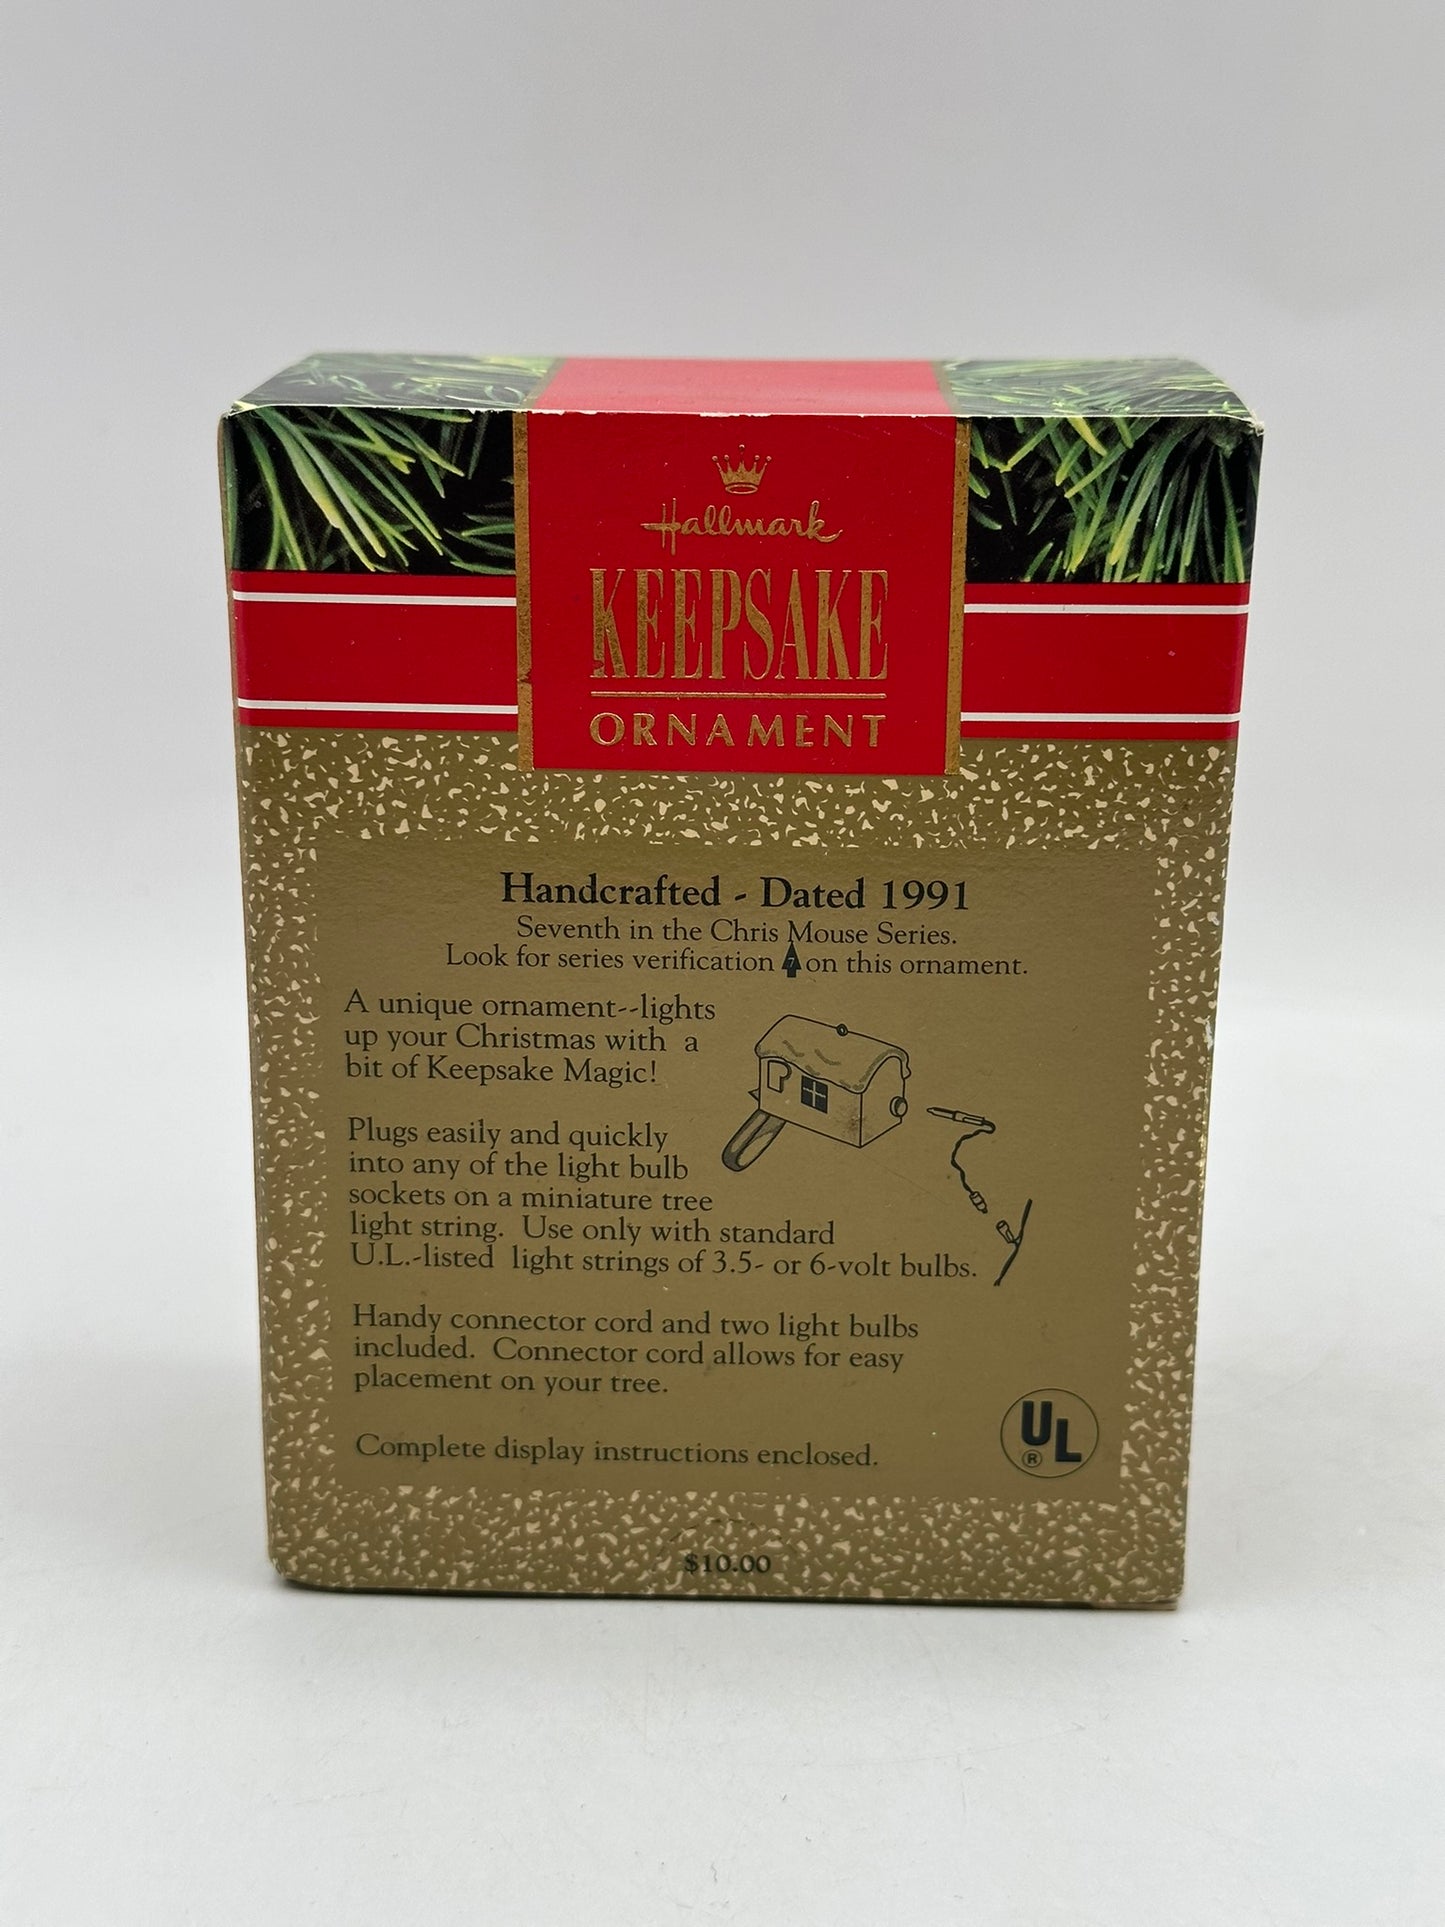 Hallmark
KEEPSAKE
ORNAMENT
Handcrafted - Dated 1991
Seventh in the Chris Mouse Series.
Look for series verification 7 on this ornament.
A unique ornament--lights
up your Christmas with a
bit of Keepsake Magic!
Plugs easily and quickly
into any of the light bulb
sockets on a miniature tree
light string. Use only with standard
U.L.-listed light strings of 3.5- or 6-volt bulbs.
Handy connector cord and two light bulbs
included. Connector cord allows for easy
placement on your tree.
Complete display instructions enclosed.
UL
®
$10.00